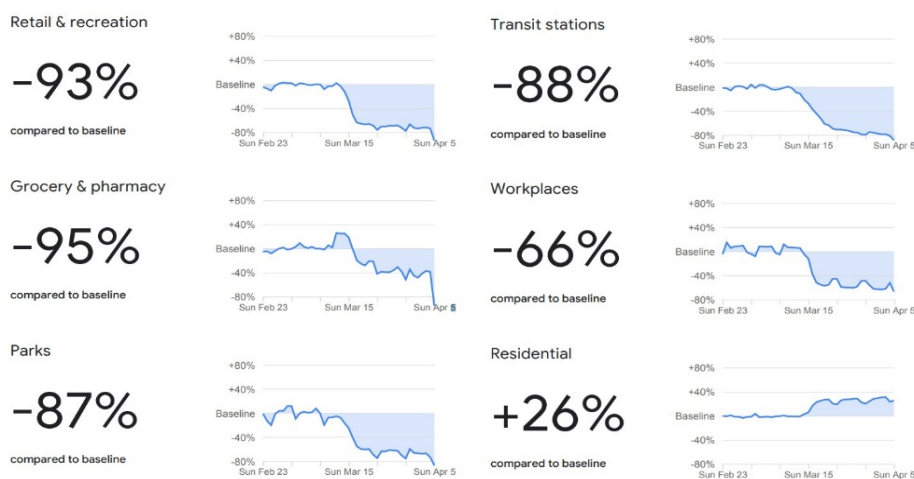 Retail & recreation
-93%
compared to baseline
+80%
+40%
Baseline
-40%
-80%
Sun Feb 23 Sun Mar 15 Sun Apr 5
Transit stations
-88%
compared to baseline
+80%
+40%
Baseline
-40%
-80%
Sun Feb 23 Sun Mar 15 Sun Apr 5
Grocery & pharmacy
-95%
compared to baseline
+80%
+40%
Baseline
-40%
-80%
Sun Feb 23 Sun Mar 15 Sun Apr 5
Workplaces
-66%
compared to baseline
+80%
+40%
Baseline
-40%
-80%
Sun Feb 23 Sun Mar 15 Sun Apr 5
Parks
-87%
compared to baseline
+80%
+40%
Baseline
-40%
-80%
Sun Feb 23 Sun Mar 15 Sun Apr 5
Residential
+26%
compared to baseline
+80%
+40%
Baseline
-40%
-80%
Sun Feb 23 Sun Mar 15 Sun Apr 5